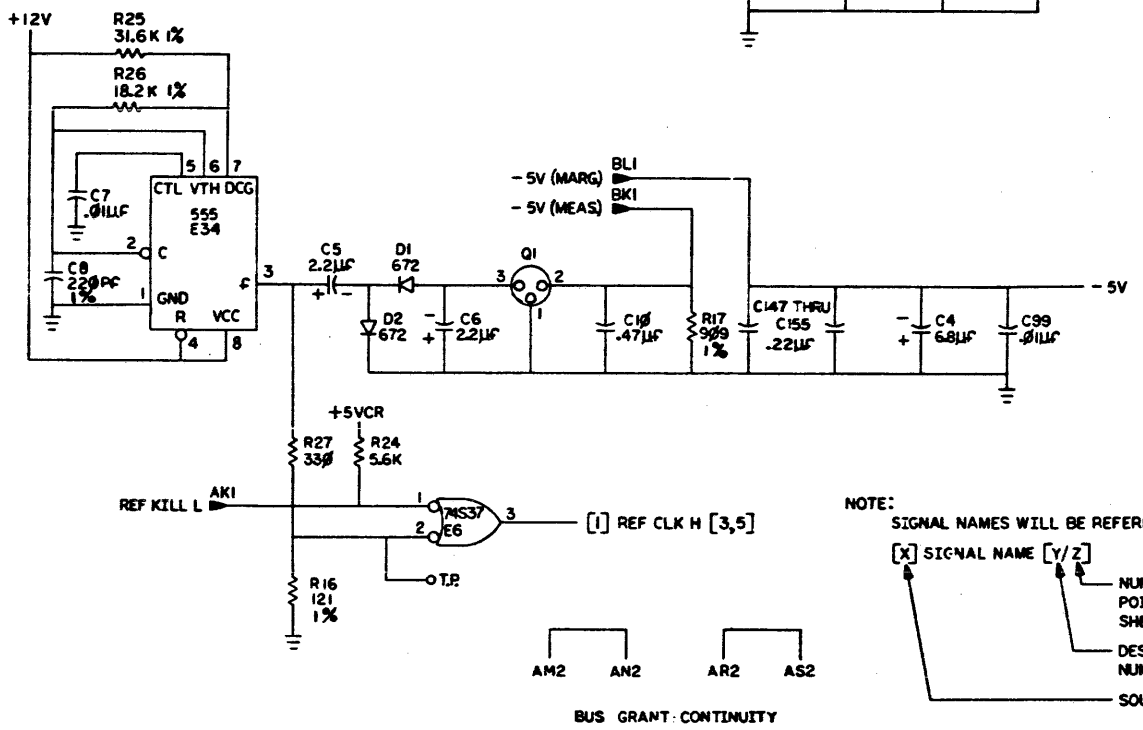 +12V
R25
31.6K 1%
R26
18.2K 1%
5 6 7
CTL VTH DCG
555
E34
C7
.01µF
2
C
C8
220PF
1%
1
GND
R
VCC
4
8
f
3
C5
2.2µF
+ -
D1
672
D2
672
-
C6
+ 2.2µF
Q1
3 2
1
-5V (MARG) BL1
-5V (MEAS) BK1
C10
.47µF
R17
909
1%
C147 THRU
C155
.22µF
- C4
+ 6.8µF
C99
.01µF
-5V
+5VCR
R27
330
R24
5.6K
REF KILL L AK1
1
74S37
2 E6
3
[1] REF CLK H [3,5]
T.P.
R16
121
1%
AM2 AN2 AR2 AS2
BUS GRANT CONTINUITY
NOTE:
SIGNAL NAMES WILL BE REFER
[X] SIGNAL NAME [Y/Z]
NU
POI
SH
DES
NU
SOU